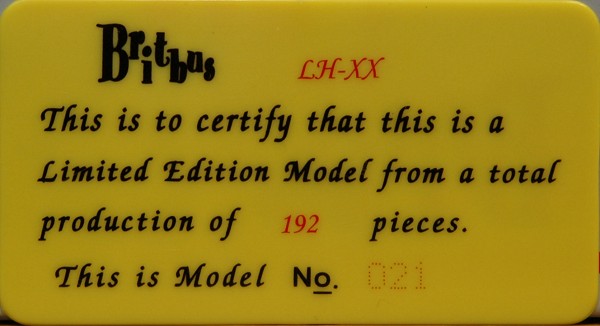 Britbus LH-XX
This is to certify that this is a
Limited Edition Model from a total
production of 192 pieces.
This is Model No. 021